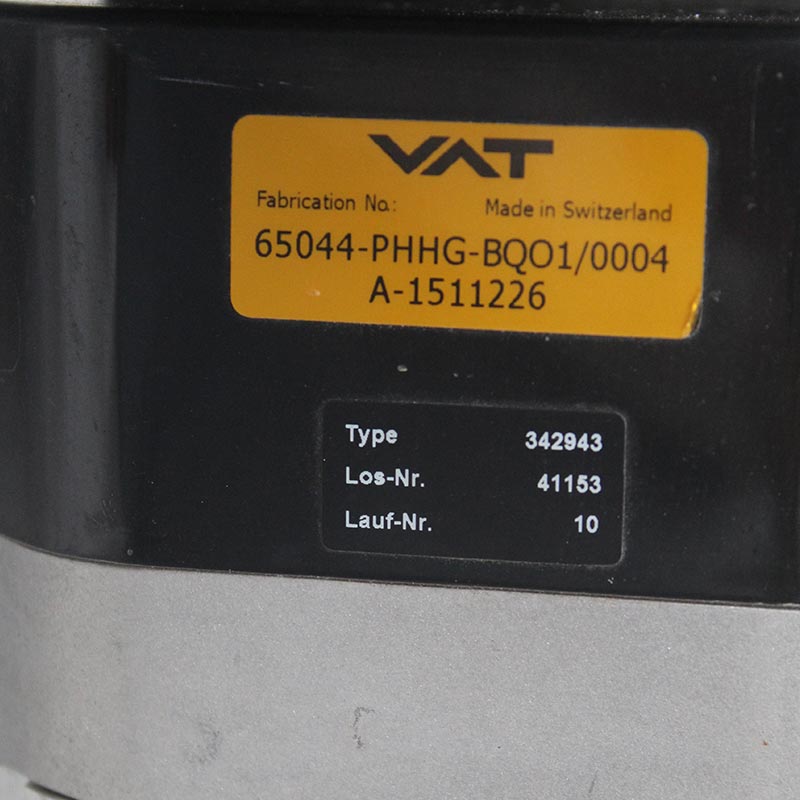 VAT
Fabrication No.: Made in Switzerland
65044-PHHG-BQO1/0004
A-1511226
Type 342943
Los-Nr. 41153
Lauf-Nr. 10